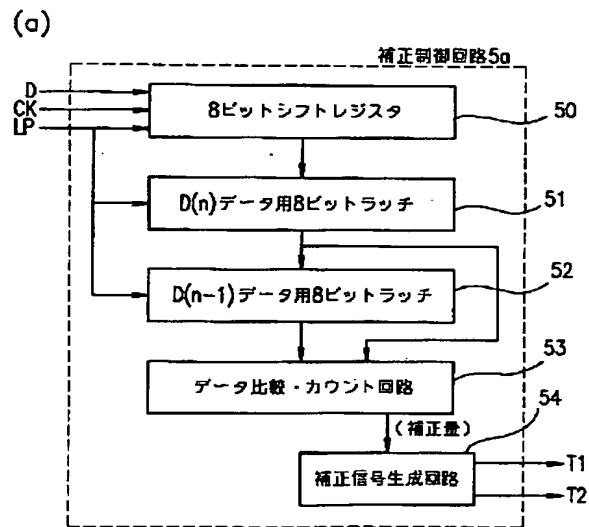 (a)
補正制御回路5a
D
CK
LP
8ビットシフトレジスタ
50
D(n)データ用8ビットラッチ
51
D(n-1)データ用8ビットラッチ
52
データ比較・カウント回路
53
(補正量)
54
補正信号生成回路
T1
T2